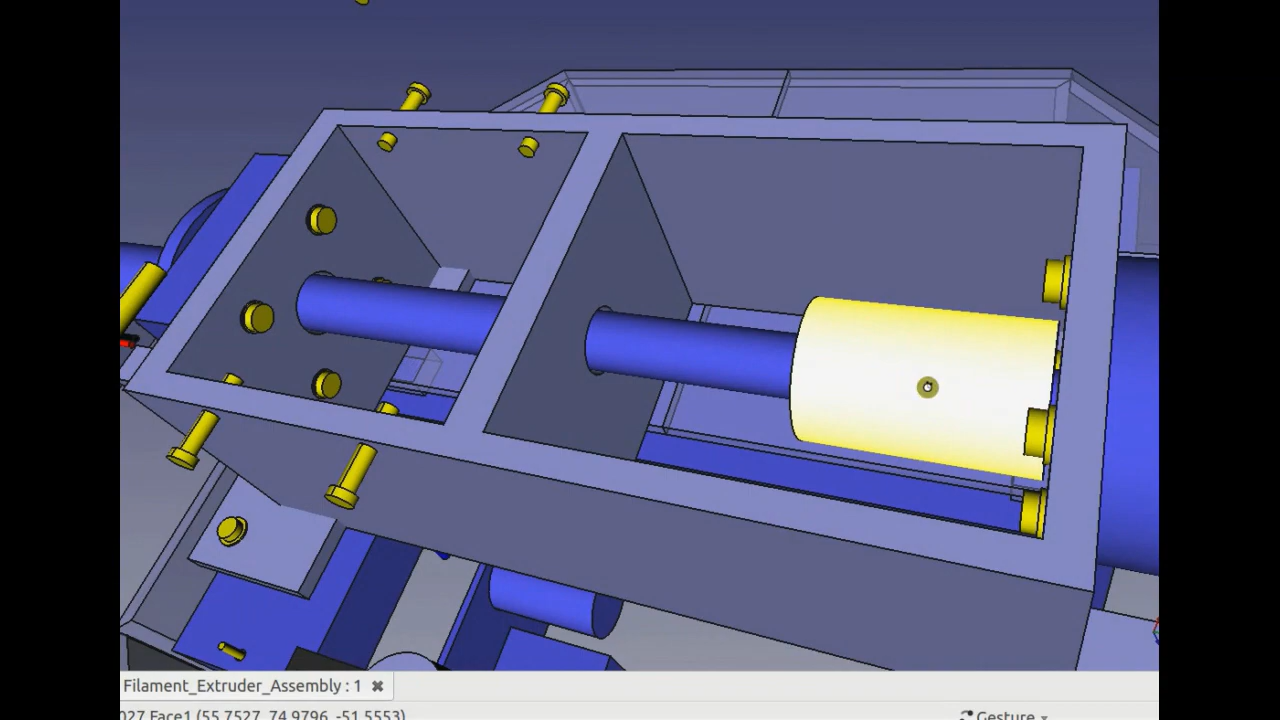 Filament_Extruder_Assembly : 1
027.Face1 (55.7527, 74.9796, -51.5553)
Gesture